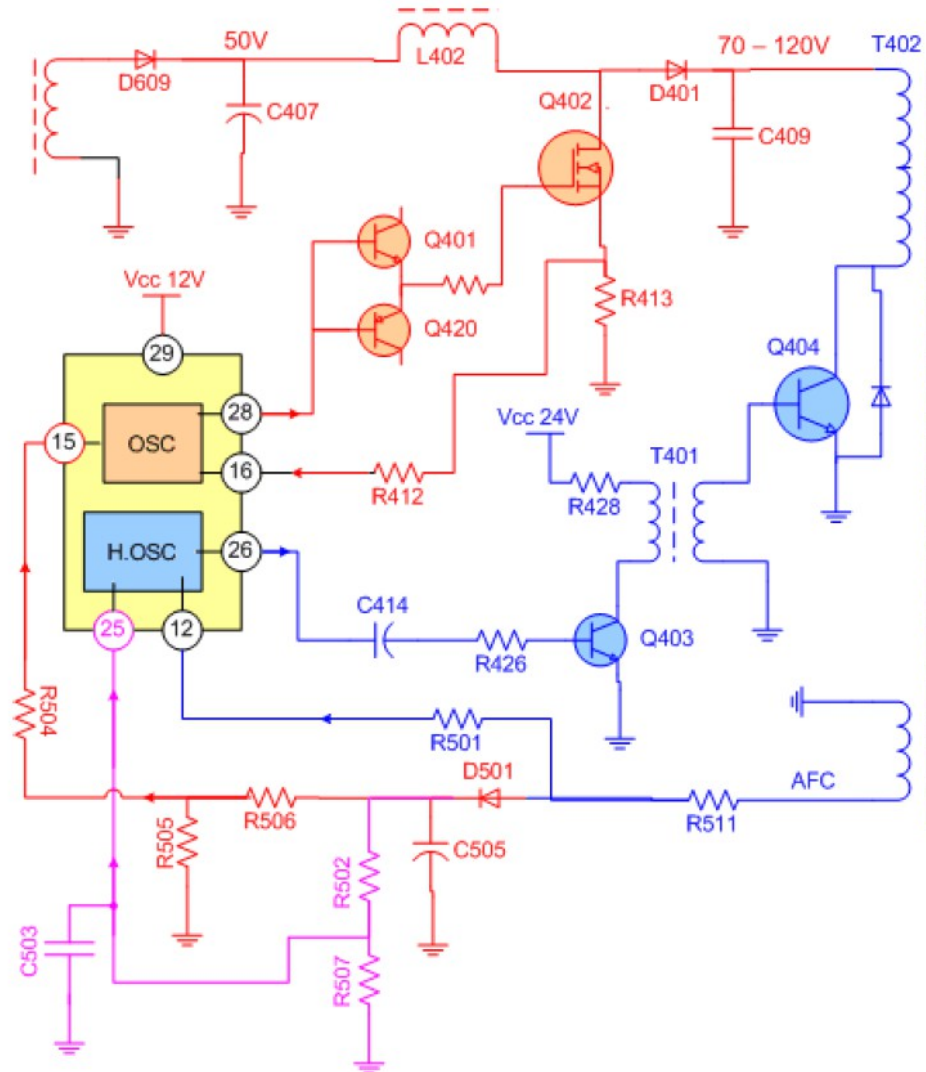 50V
L402
70 – 120V
T402
D609
C407
Q402
D401
C409
Q401
Q420
R413
Vcc 12V
29
28
15
OSC
16
R412
Q404
Vcc 24V
T401
R428
H.OSC
26
25
12
C414
R426
Q403
R504
R501
D501
AFC
R511
R506
R505
C505
R502
C503
R507